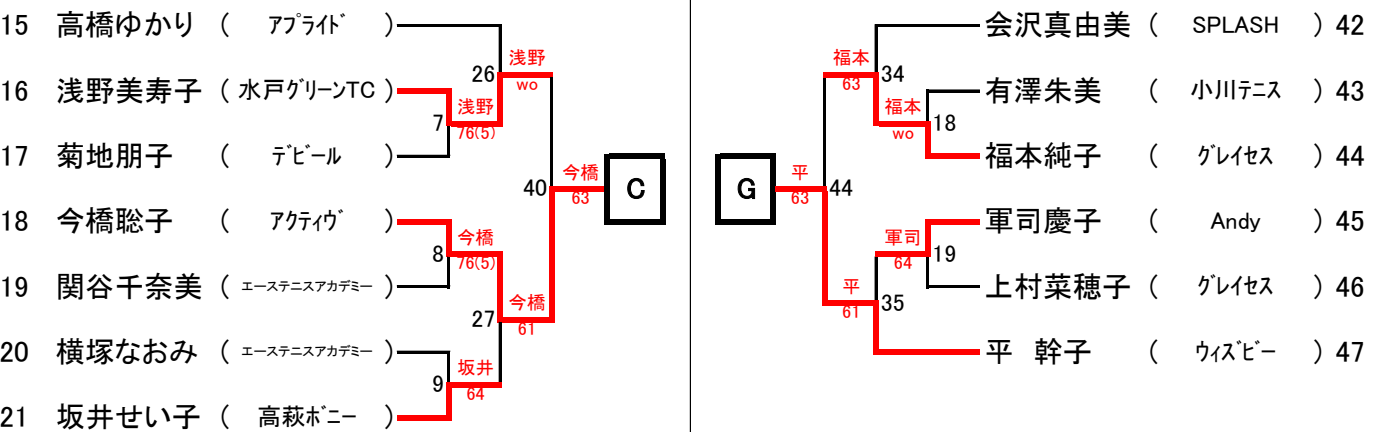 15 高橋ゆかり ( アプライド )
浅野
26
wo
16 浅野美寿子 ( 水戸グリーンTC )
浅野
7
76(5)
17 菊地朋子 ( デビール )
今橋
40
63
C
18 今橋聡子 ( アクティヴ )
今橋
8
76(5)
19 関谷千奈美 ( エーステニスアカデミー )
今橋
27
61
20 横塚なおみ ( エーステニスアカデミー )
坂井
9
64
21 坂井せい子 ( 高萩ボニー )
会沢真由美 ( SPLASH ) 42
福本
34
63
有澤朱美 ( 小川テニス ) 43
福本
18
wo
福本純子 ( グレイセス ) 44
平
G
44
63
軍司慶子 ( Andy ) 45
軍司
19
64
上村菜穂子 ( グレイセス ) 46
平
35
61
平 幹子 ( ウィズビー ) 47